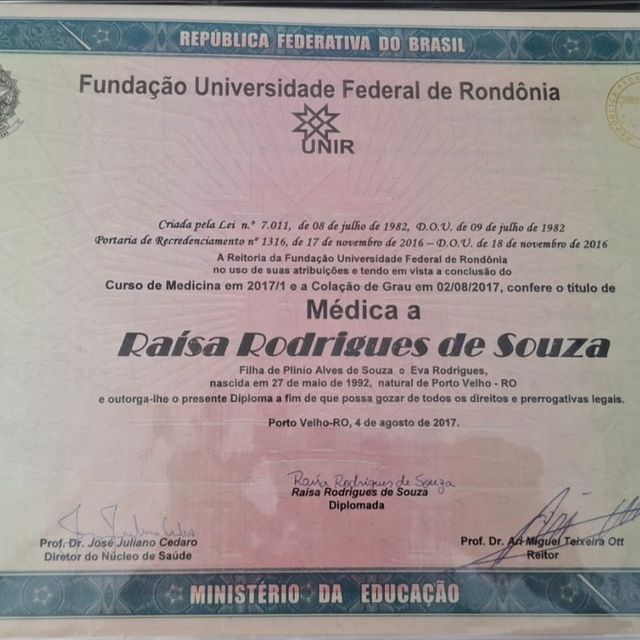 REPÚBLICA FEDERATIVA DO BRASIL
Fundação Universidade Federal de Rondônia
UNIR
Criada pela Lei n.º 7.011, de 08 de julho de 1982, D.O.U. de 09 de julho de 1982
Portaria de Recredenciamento nº 1316, de 17 de novembro de 2016 – D.O.U. de 18 de novembro de 2016
A Reitoria da Fundação Universidade Federal de Rondônia
no uso de suas atribuições e tendo em vista a conclusão do
Curso de Medicina em 2017/1 e a Colação de Grau em 02/08/2017, confere o título de
Médica a
Raísa Rodrigues de Souza
Filha de Plinio Alves de Souza e Eva Rodrigues,
nascida em 27 de maio de 1992, natural de Porto Velho - RO
e outorga-lhe o presente Diploma a fim de que possa gozar de todos os direitos e prerrogativas legais.
Porto Velho-RO, 4 de agosto de 2017.
Raísa Rodrigues de Souza
Raísa Rodrigues de Souza
Diplomada
Prof. Dr. José Juliano Cedaro
Diretor do Núcleo de Saúde
Prof. Dr. Ari Miguel Teixeira Ott
Reitor
MINISTÉRIO DA EDUCAÇÃO